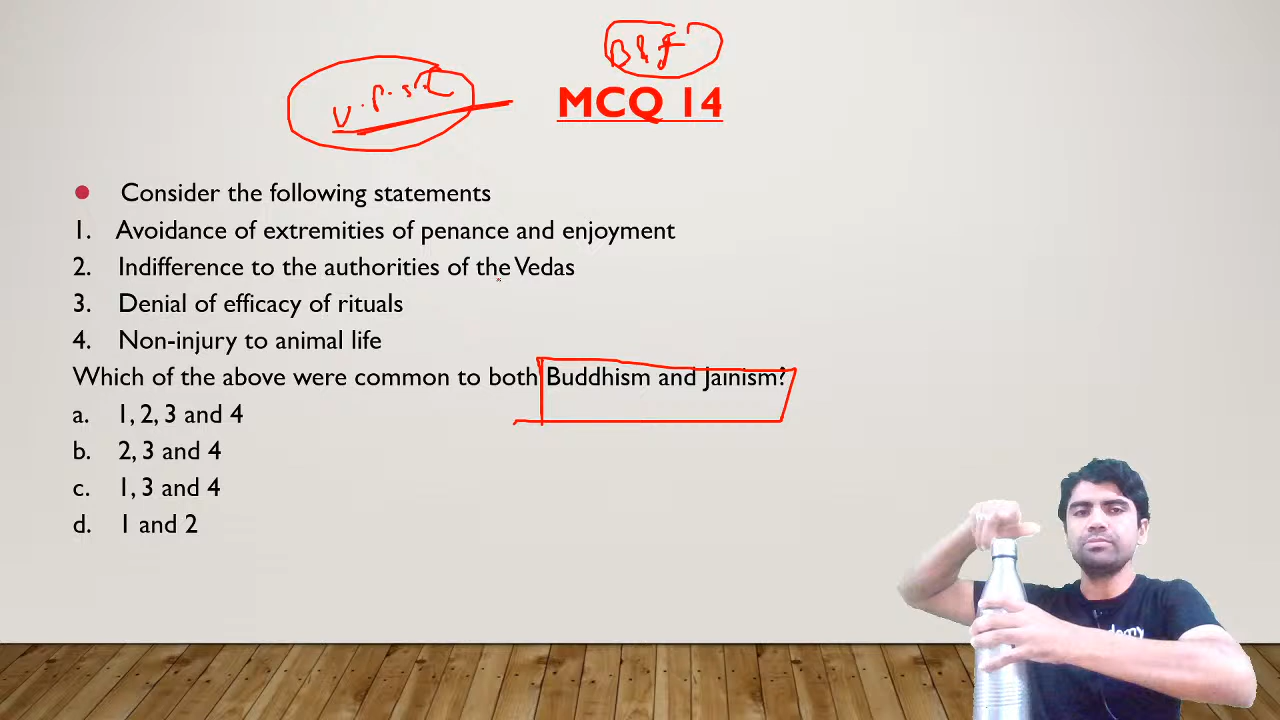 B & J
MCQ 14
Consider the following statements
1. Avoidance of extremities of penance and enjoyment
2. Indifference to the authorities of the Vedas
3. Denial of efficacy of rituals
4. Non-injury to animal life
Which of the above were common to both Buddhism and Jainism?
a. 1, 2, 3 and 4
b. 2, 3 and 4
c. 1, 3 and 4
d. 1 and 2